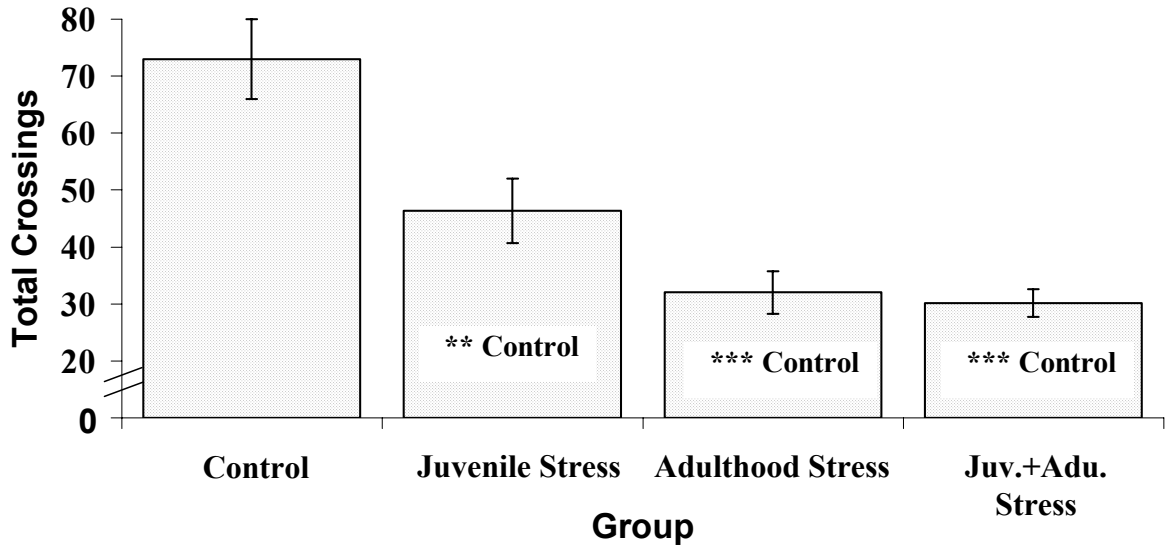 Total Crossings
80
70
60
50
40
30
20
0
** Control
*** Control
*** Control
Control
Juvenile Stress
Adulthood Stress
Juv.+Adu.
Stress
Group